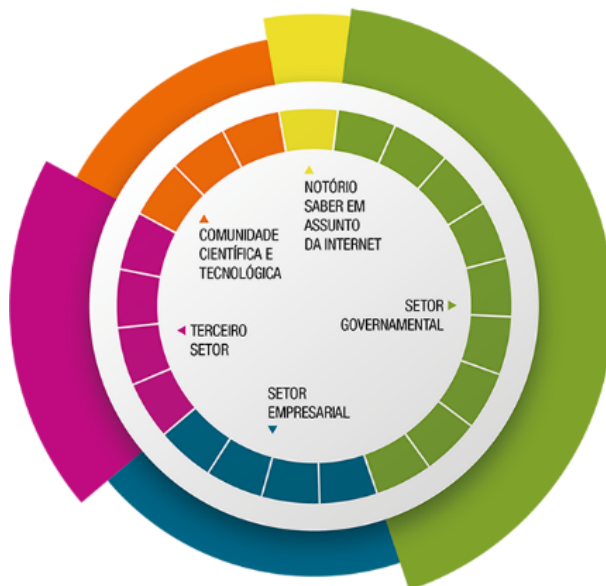 NOTÓRIO
SABER EM
ASSUNTO
DA INTERNET
COMUNIDADE
CIENTÍFICA E
TECNOLÓGICA
SETOR
GOVERNAMENTAL
TERCEIRO
SETOR
SETOR
EMPRESARIAL